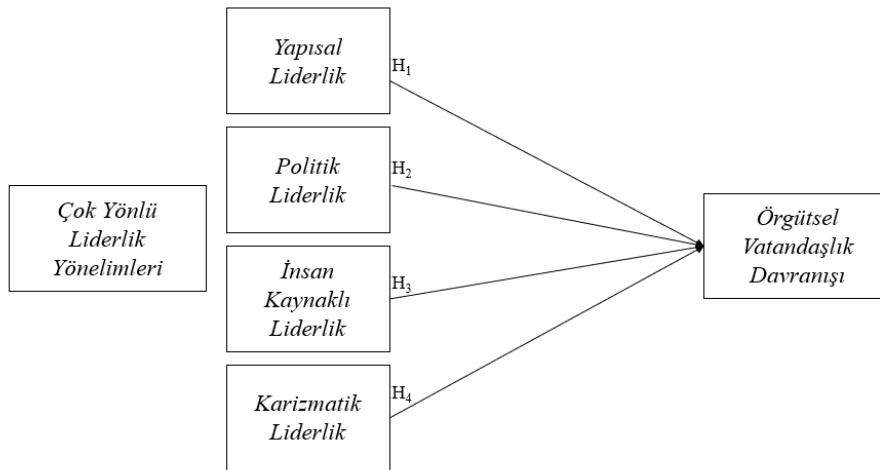 Yapısal
Liderlik
H1
Politik
Liderlik
H2
Çok Yönlü
Liderlik
Yönelimleri
İnsan
Kaynaklı
Liderlik
H3
Karizmatik
Liderlik
H4
Örgütsel
Vatandaşlık
Davranışı